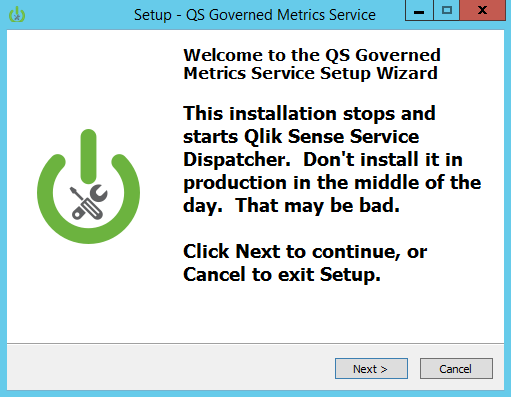 Setup - QS Governed Metrics Service
Welcome to the QS Governed
Metrics Service Setup Wizard
This installation stops and
starts Qlik Sense Service
Dispatcher.  Don't install it in
production in the middle of the
day.  That may be bad.
Click Next to continue, or
Cancel to exit Setup.
Next >
Cancel